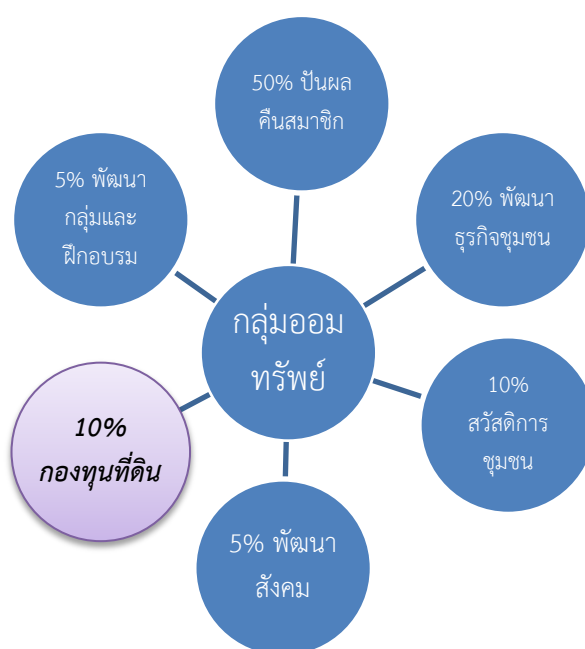 50% ปันผล
คืนสมาชิก
5% พัฒนา
กลุ่มและ
ฝึกอบรม
20% พัฒนา
ธุรกิจชุมชน
กลุ่มออม
ทรัพย์
10%
สวัสดิการ
ชุมชน
10%
กองทุนที่ดิน
5% พัฒนา
สังคม